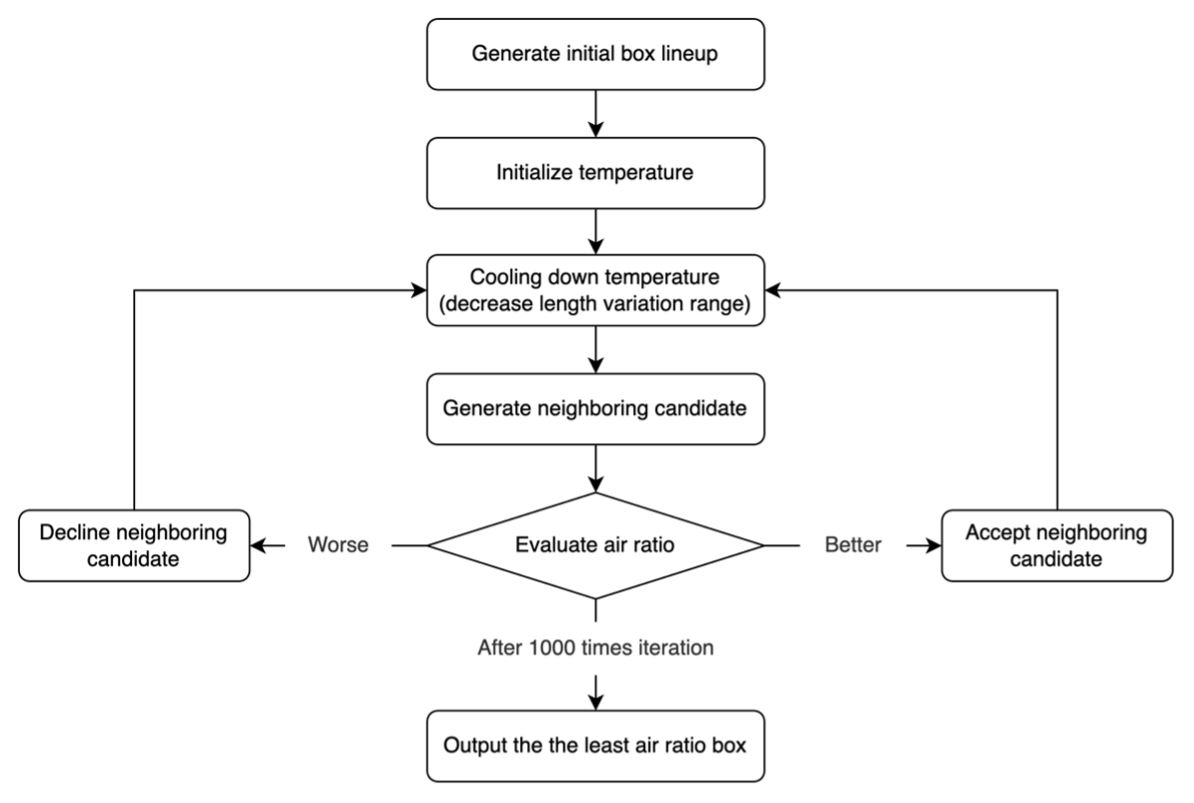 Generate initial box lineup
Initialize temperature
Cooling down temperature
(decrease length variation range)
Generate neighboring candidate
Decline neighboring
candidate
Worse
Evaluate air ratio
Better
Accept neighboring
candidate
After 1000 times iteration
Output the the least air ratio box